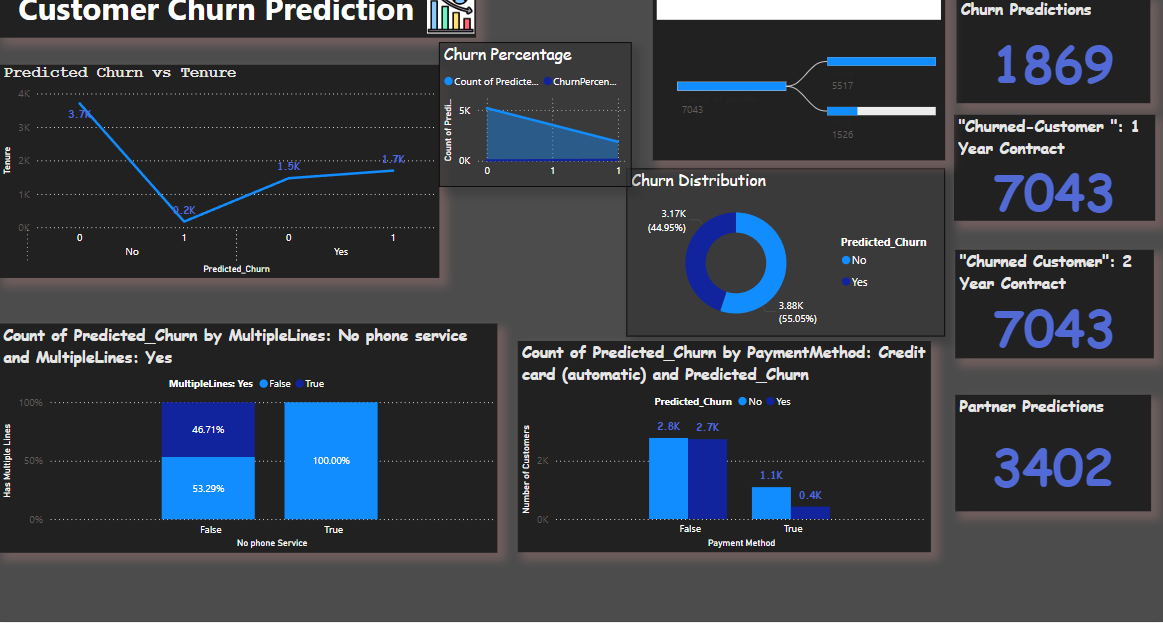 Customer Churn Prediction
Predicted Churn vs Tenure
4K
3K
2K
1K
0K
Tenure
3.7K
0.2K
1.5K
1.7K
0
1
0
1
No
Yes
Predicted_Churn
Churn Percentage
Count of Predicte...
ChurnPercen...
Count of Predi...
5K
0K
0
1
1
7043
5517
1526
Churn Distribution
3.17K
(44.95%)
3.88K
(55.05%)
Predicted_Churn
No
Yes
Churn Predictions
1869
"Churned-Customer ": 1
Year Contract
7043
"Churned Customer": 2
Year Contract
7043
Partner Predictions
3402
Count of Predicted_Churn by MultipleLines: No phone service
and MultipleLines: Yes
MultipleLines: Yes False True
Has Multiple Lines
100%
50%
0%
46.71%
53.29%
100.00%
False
True
No phone Service
Count of Predicted_Churn by PaymentMethod: Credit
card (automatic) and Predicted_Churn
Predicted_Churn No Yes
Number of Customers
2K
0K
2.8K
2.7K
1.1K
0.4K
False
True
Payment Method